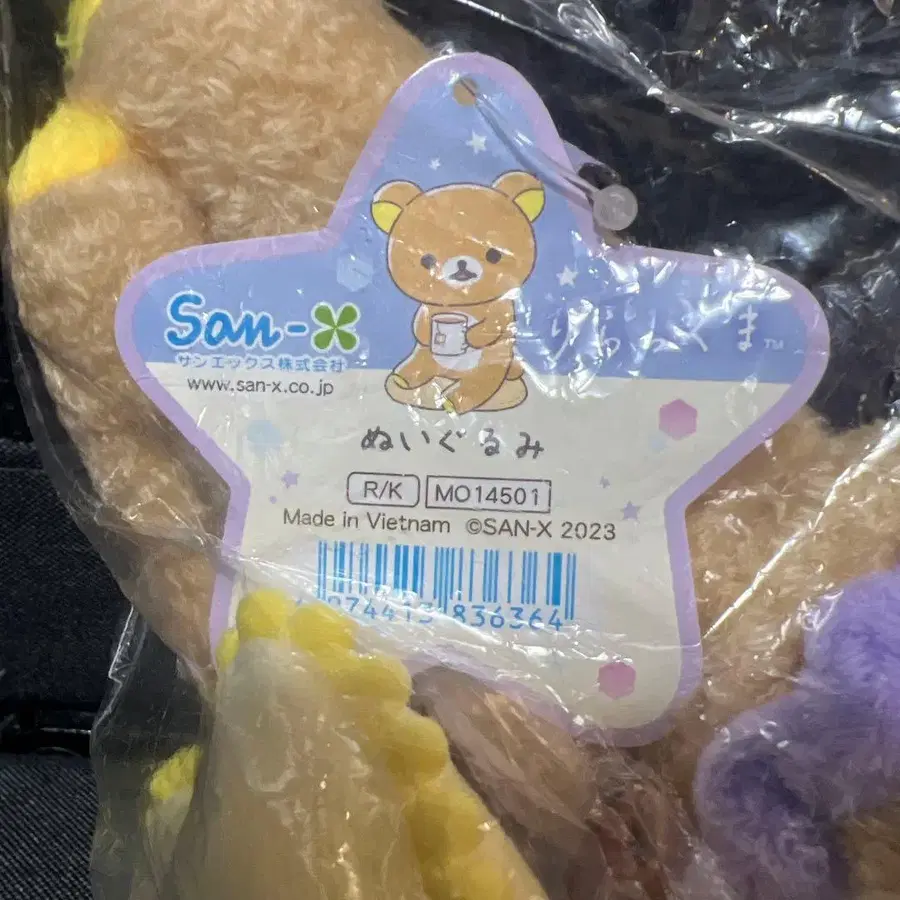 San-X
サンエックス株式会社
www.san-x.co.jp
ぬいぐるみ
R/K MO14501
Made in Vietnam ©SAN-X 2023
836364